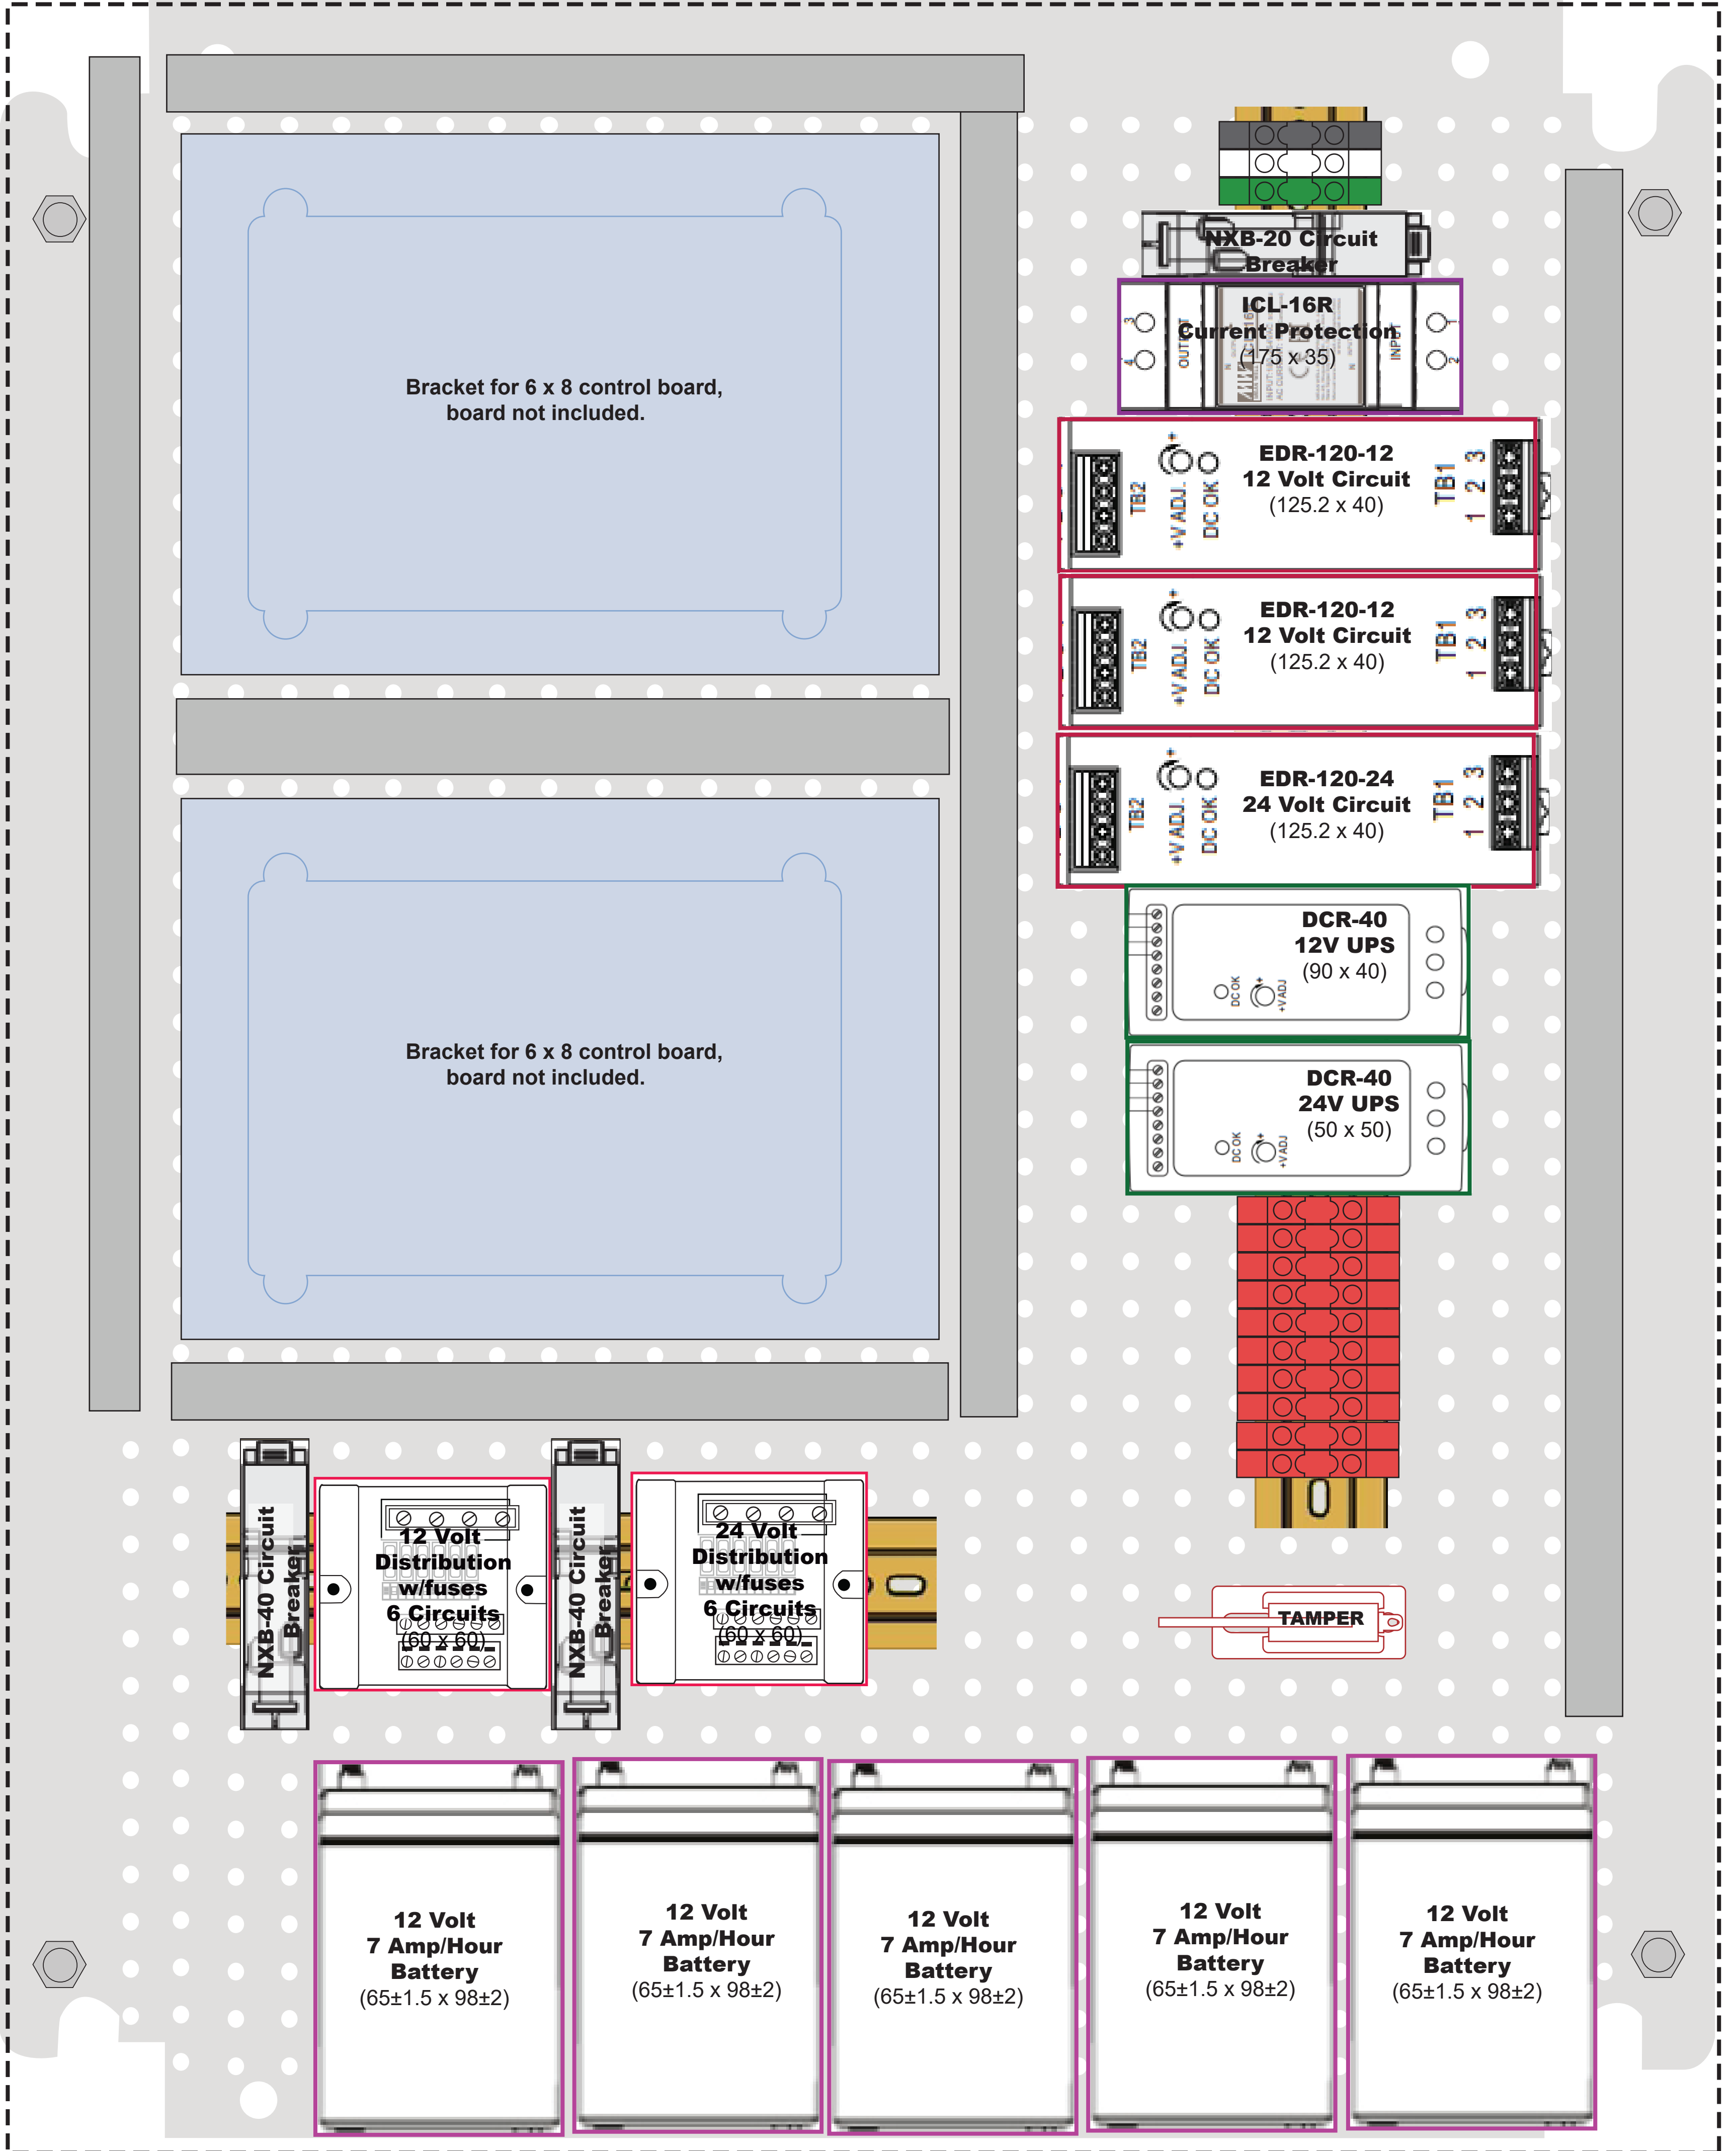 NXB-20 Circuit
Breaker
ICL-16R
Current Protection
(175 x 35)
3
4
OUTPUT
INPUT
1
2
Bracket for 6 x 8 control board,
board not included.
EDR-120-12
12 Volt Circuit
(125.2 x 40)
TB2
+V ADJ.
DC OK
TB1
1 2 3
EDR-120-12
12 Volt Circuit
(125.2 x 40)
TB2
+V ADJ.
DC OK
TB1
1 2 3
EDR-120-24
24 Volt Circuit
(125.2 x 40)
TB2
+V ADJ.
DC OK
TB1
1 2 3
DCR-40
12V UPS
(90 x 40)
DC OK
+V ADJ
Bracket for 6 x 8 control board,
board not included.
DCR-40
24V UPS
(50 x 50)
DC OK
+V ADJ
NXB-40 Circuit
Breaker
12 Volt
Distribution
w/fuses
6 Circuits
(60 x 60)
NXB-40 Circuit
Breaker
24 Volt
Distribution
w/fuses
6 Circuits
(60 x 60)
TAMPER
12 Volt
7 Amp/Hour
Battery
(65±1.5 x 98±2)
12 Volt
7 Amp/Hour
Battery
(65±1.5 x 98±2)
12 Volt
7 Amp/Hour
Battery
(65±1.5 x 98±2)
12 Volt
7 Amp/Hour
Battery
(65±1.5 x 98±2)
12 Volt
7 Amp/Hour
Battery
(65±1.5 x 98±2)